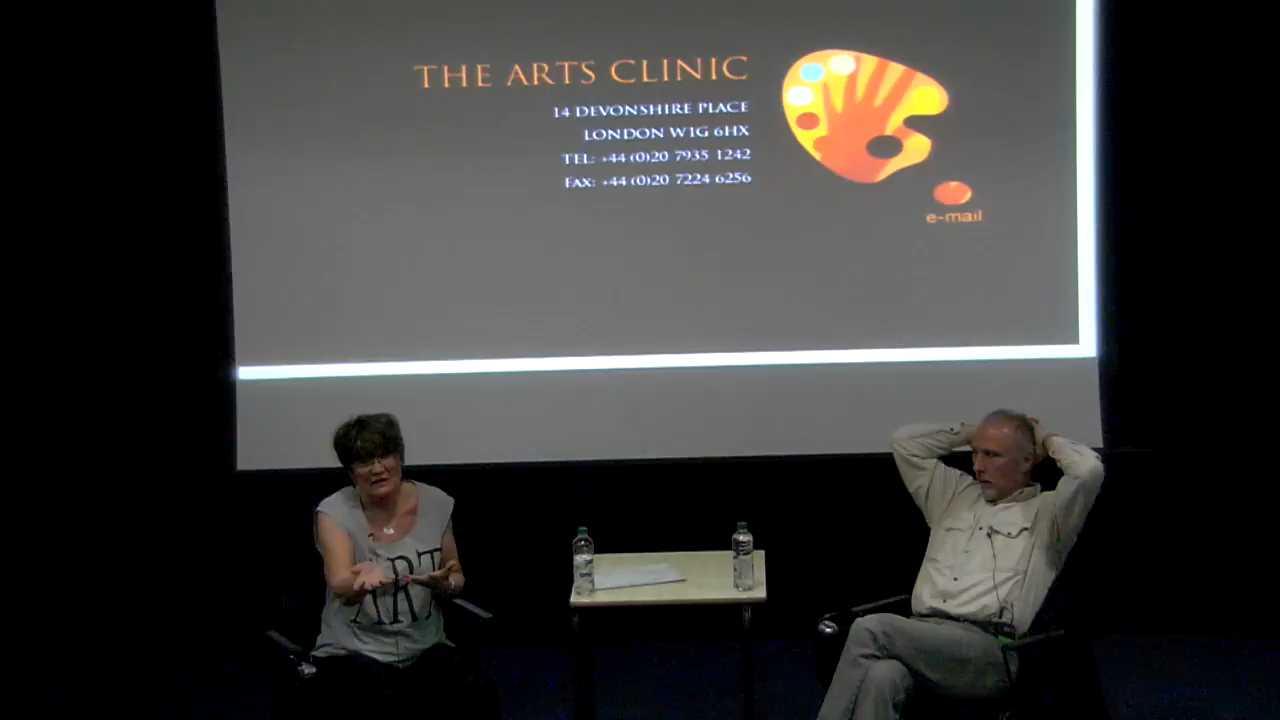 THE ARTS CLINIC
14 DEVONSHIRE PLACE
LONDON W1G 6HX
TEL: +44 (0)20 7935 1242
FAX: +44 (0)20 7224 6256
e-mail
ART